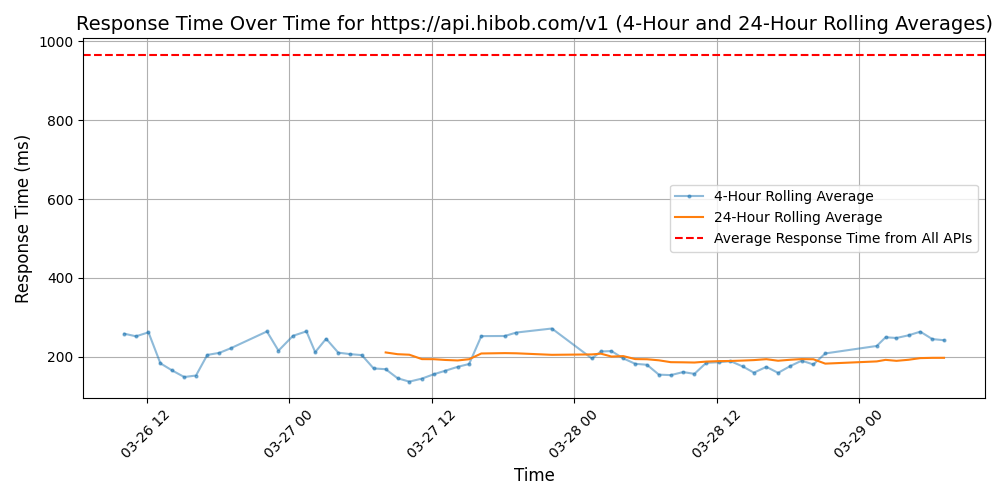 Response Time Over Time for https://api.hibob.com/v1 (4-Hour and 24-Hour Rolling Averages)
Response Time (ms)
1000
800
600
400
200
4-Hour Rolling Average
24-Hour Rolling Average
Average Response Time from All APIs
03-26 12
03-27 00
03-27 12
03-28 00
03-28 12
03-29 00
Time